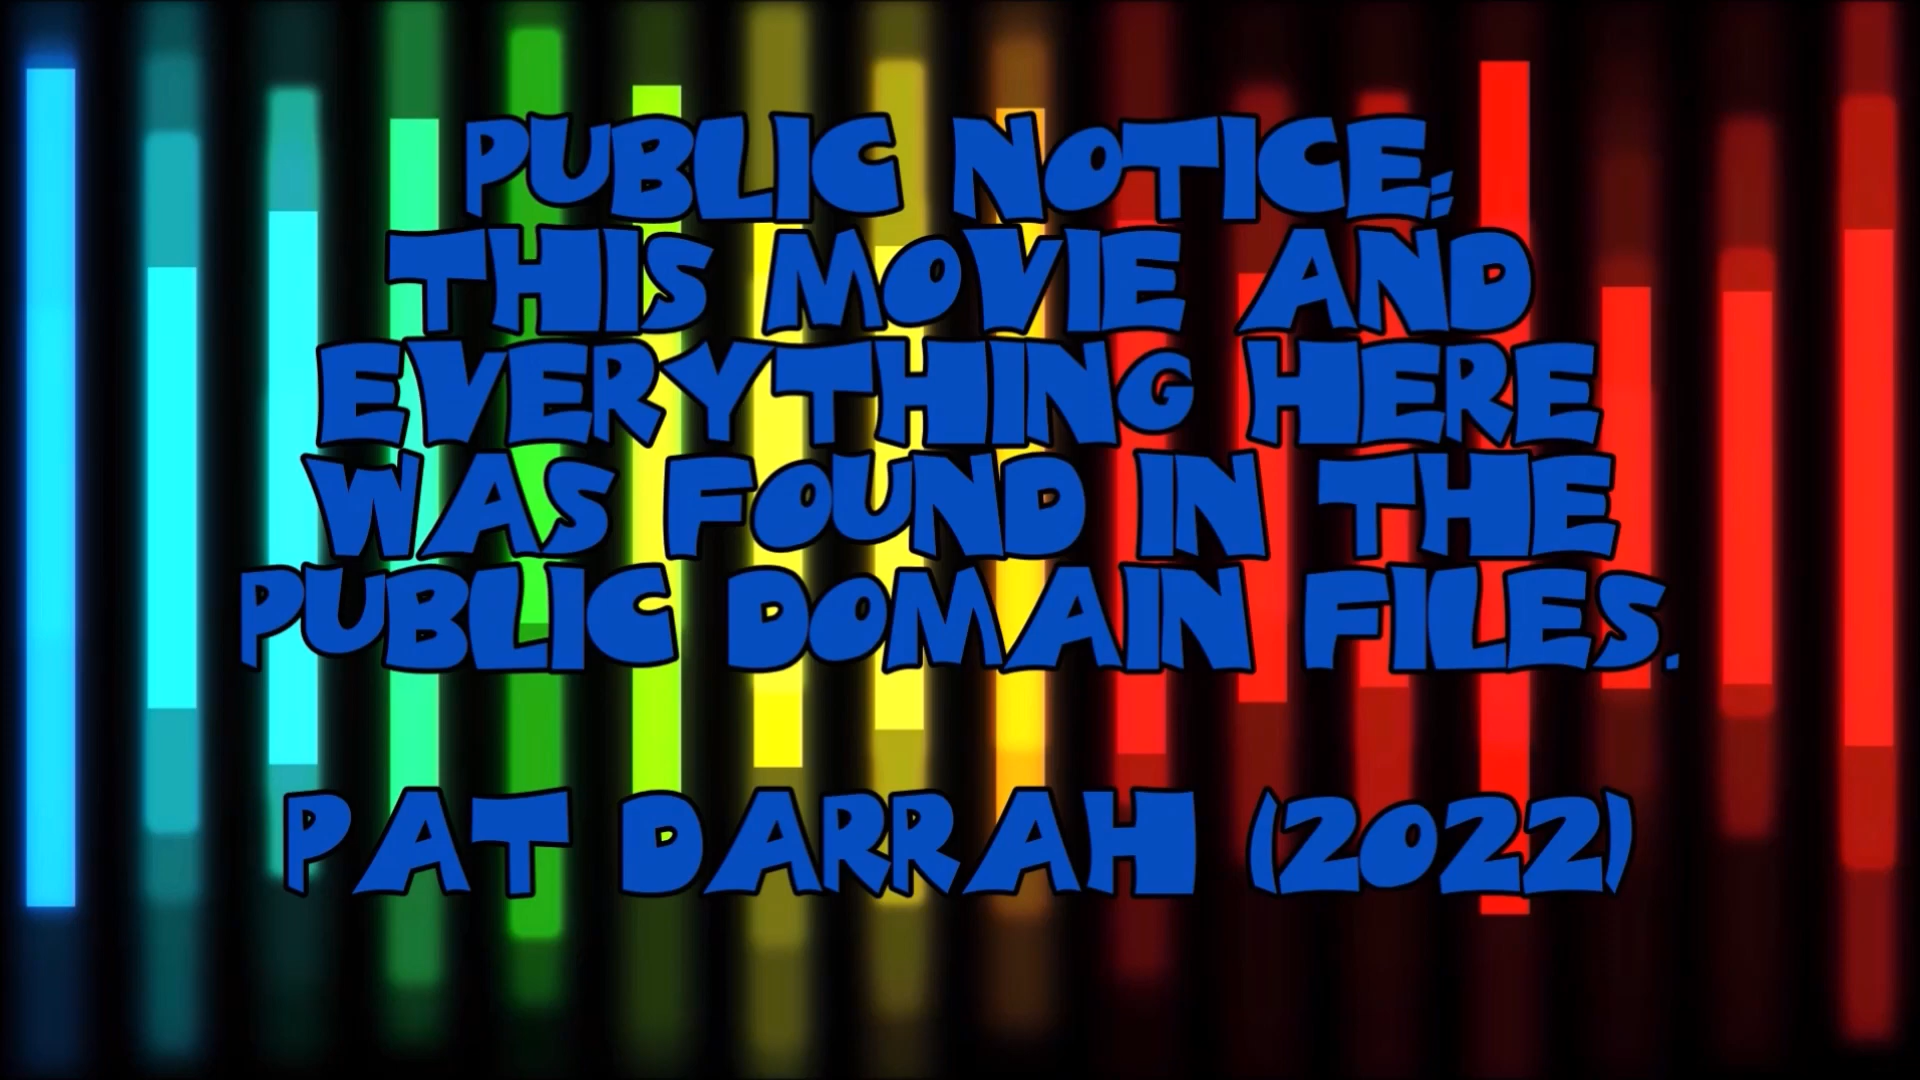 PUBLIC NOTICE:
THIS MOVIE AND
EVERYTHING HERE
WAS FOUND IN THE
PUBLIC DOMAIN FILES.
PAT DARRAH (2022)